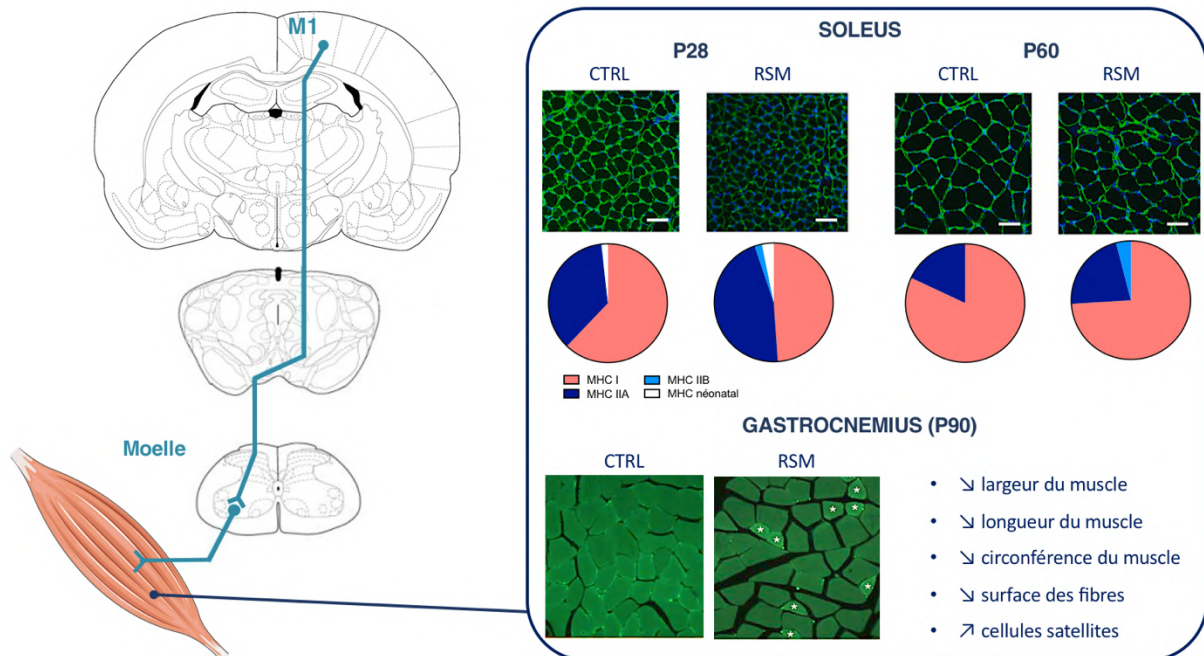 M1
Moelle
SOLEUS
P28
P60
CTRL
RSM
CTRL
RSM
MHC I
MHC IIB
MHC IIA
MHC néonatal
GASTROCNEMIUS (P90)
CTRL
RSM
• ↘ largeur du muscle
• ↘ longueur du muscle
• ↘ circonférence du muscle
• ↘ surface des fibres
• ↗ cellules satellites